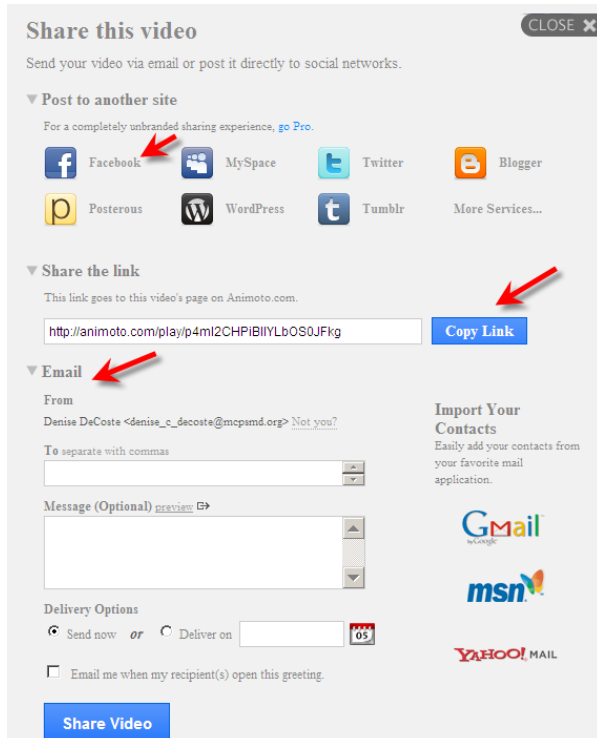 Share this video
CLOSE ✖
Send your video via email or post it directly to social networks.
Post to another site
For a completely unbranded sharing experience, go Pro.
Facebook MySpace Twitter Blogger
Posterous WordPress Tumblr More Services...
Share the link
This link goes to this video's page on Animoto.com.
http://animoto.com/play/p4ml2CHPiBIIYLbOS0JFkg
Copy Link
Email
From
Denise DeCoste <denise_c_decoste@mcpsmd.org> Not you?
To separate with commas
Message (Optional) preview
Delivery Options
Send now or Deliver on
05
Email me when my recipient(s) open this greeting.
Share Video
Import Your
Contacts
Easily add your contacts from
your favorite mail
application.
Gmail
by Google
msn
YAHOO! MAIL